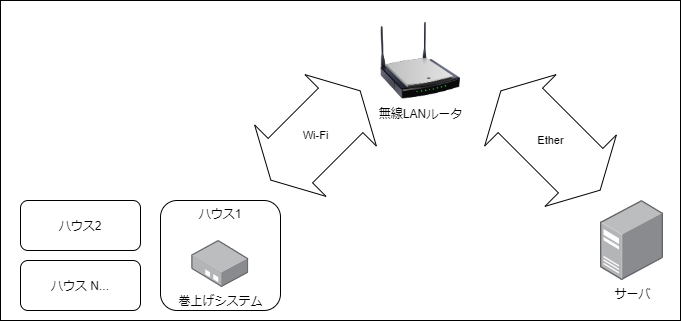 無線LANルータ
Wi-Fi
Ether
ハウス2
ハウス1
ハウス N...
巻上げシステム
サーバ